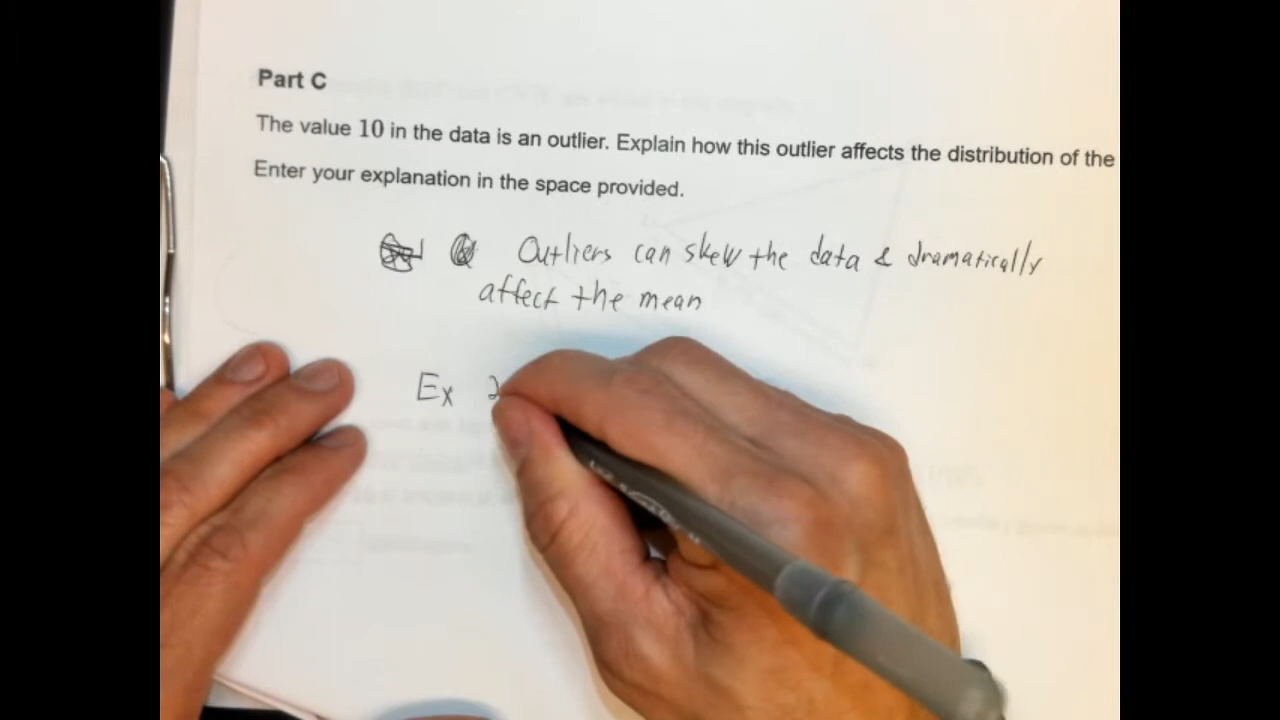 Part C
The value 10 in the data is an outlier. Explain how this outlier affects the distribution of the
Enter your explanation in the space provided.
Outliers can skew the data & dramatically
affect the mean
Ex 2